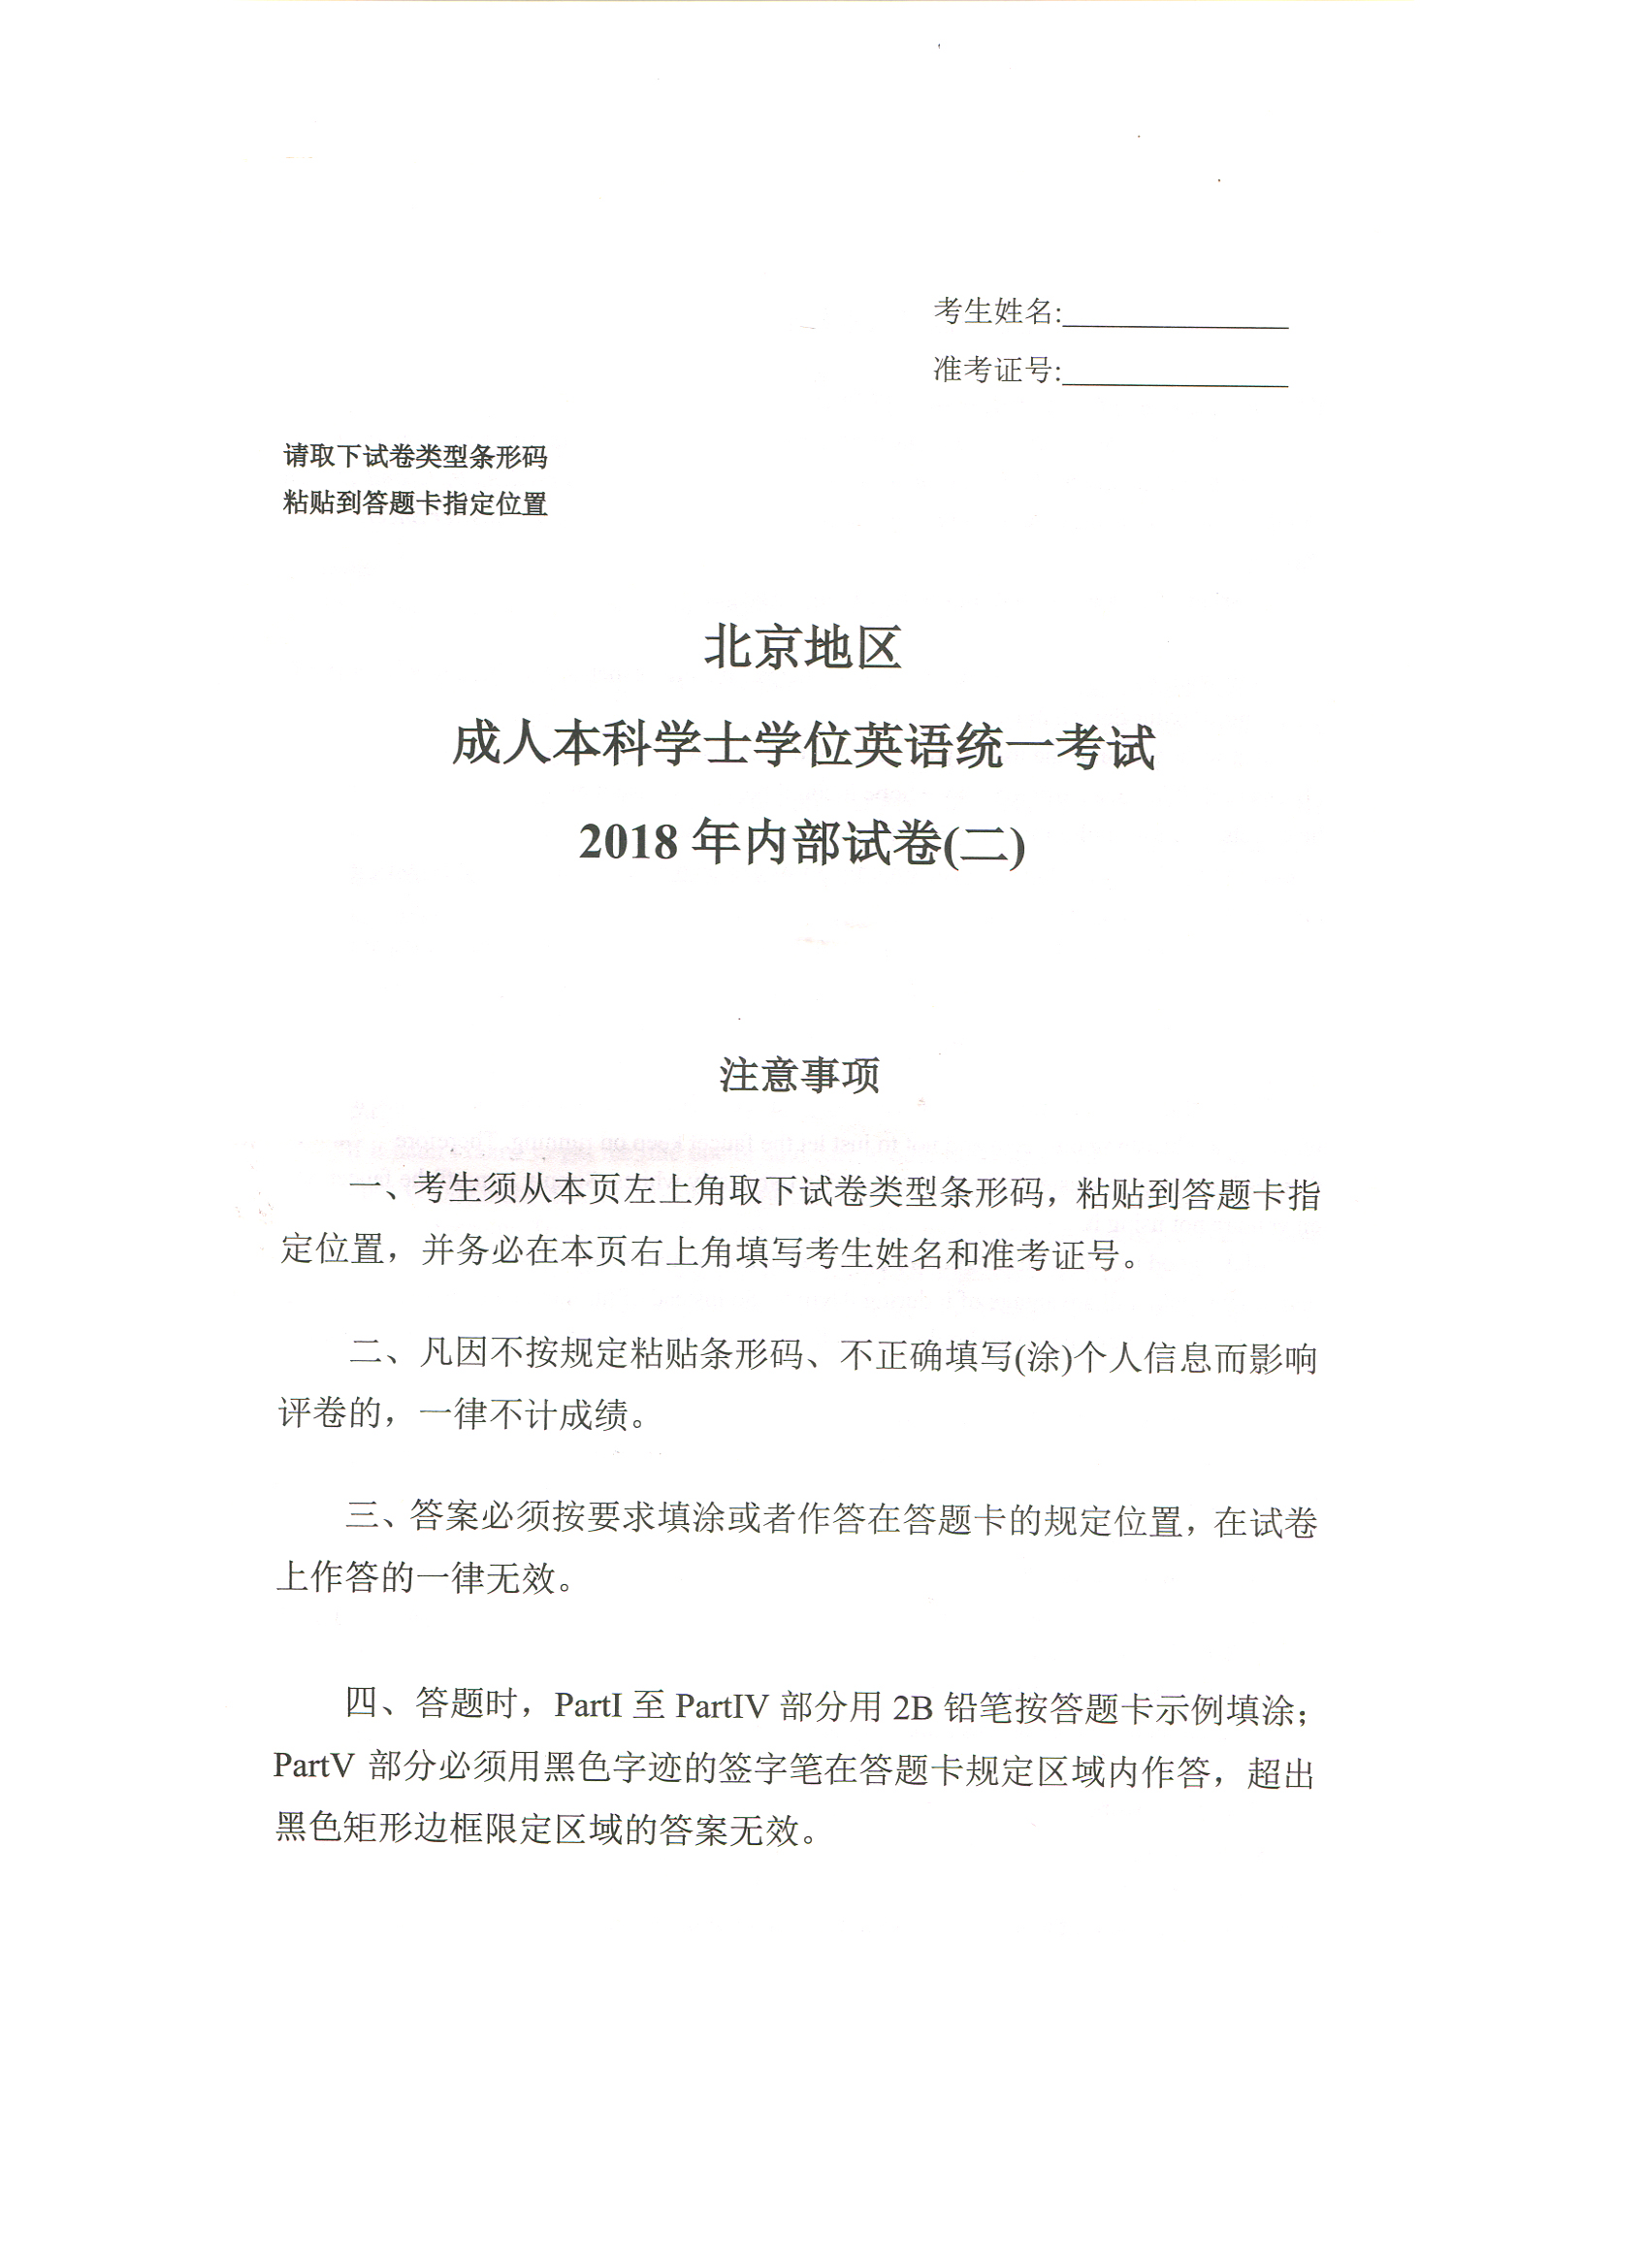 考生姓名:
准考证号:
请取下试卷类型条形码
粘贴到答题卡指定位置
北京地区
成人本科学士学位英语统一考试
2018 年内部试卷(二)
注意事项
一、考生须从本页左上角取下试卷类型条形码，粘贴到答题卡指
定位置，并务必在本页右上角填写考生姓名和准考证号。
二、凡因不按规定粘贴条形码、不正确填写(涂)个人信息而影响
评卷的，一律不计成绩。
三、答案必须按要求填涂或者作答在答题卡的规定位置，在试卷
上作答的一律无效。
四、答题时，PartI 至 PartIV 部分用 2B 铅笔按答题卡示例填涂；
PartV 部分必须用黑色字迹的签字笔在答题卡规定区域内作答，超出
黑色矩形边框限定区域的答案无效。